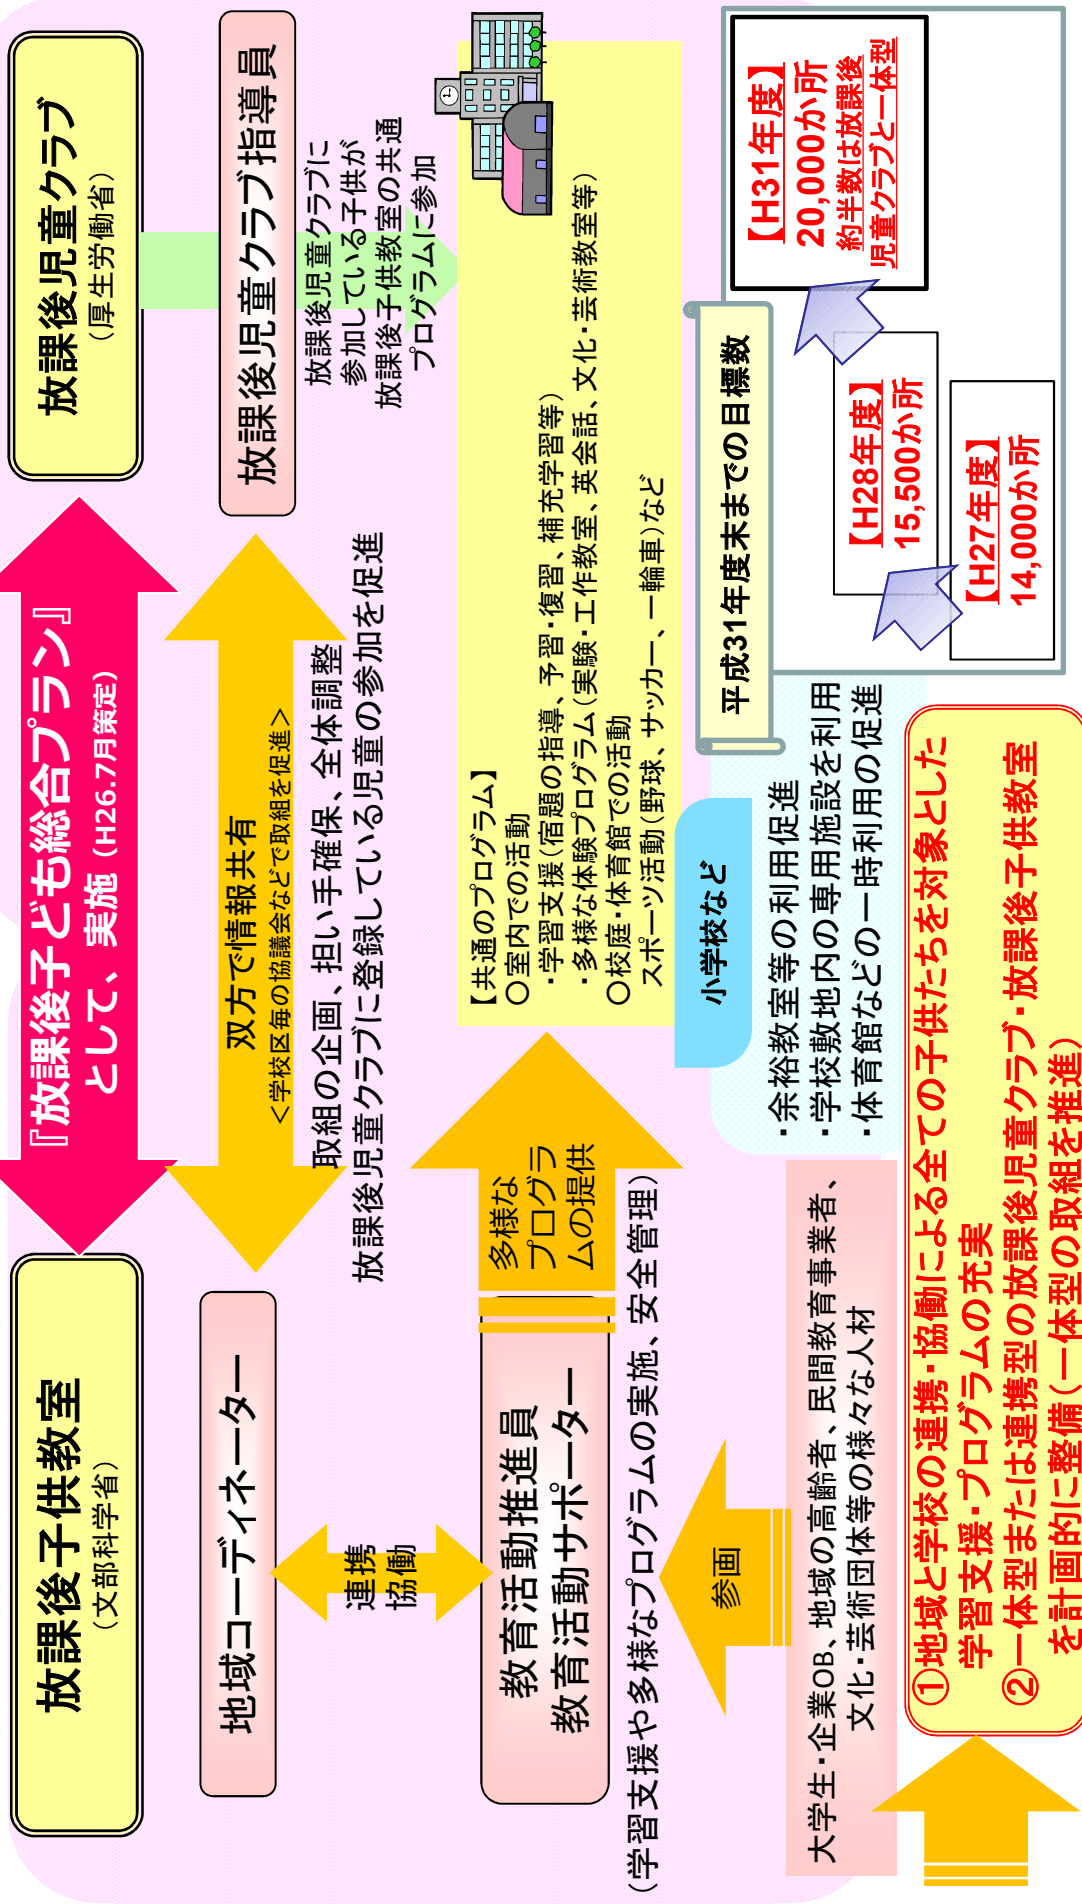 放課後子供教室
（文部科学省）
『放課後子ども総合プラン』
として、実施（H26.7月策定）
放課後児童クラブ
（厚生労働省）
地域コーディネーター
双方で情報共有
＜学校区毎の協議会などで取組を促進＞
取組の企画、担い手確保、全体調整
放課後児童クラブに登録している児童の参加を促進
放課後児童クラブ指導員
放課後児童クラブに
参加している子供が
放課後子供教室の共通
プログラムに参加
連携
協働
教育活動推進員
教育活動サポーター
（学習支援や多様なプログラムの実施、安全管理）
多様な
プログラ
ムの提供
【共通のプログラム】
○室内での活動
・学習支援（宿題の指導、予習・復習、補充学習等）
・多様な体験プログラム（実験・工作教室、英会話、文化・芸術教室等）
○校庭・体育館での活動
スポーツ活動（野球、サッカー、一輪車）など
参画
大学生・企業OB、地域の高齢者、民間教育事業者、
文化・芸術団体等の様々な人材
小学校など
・余裕教室等の利用促進
・学校敷地内の専用施設を利用
・体育館などの一時利用の促進
平成31年度末までの目標数
【H27年度】
14,000か所
【H28年度】
15,500か所
【H31年度】
20,000か所
約半数は放課後
児童クラブと一体型
①地域と学校の連携・協働による全ての子供たちを対象とした
学習支援・プログラムの充実
②一体型または連携型の放課後児童クラブ・放課後子供教室
を計画的に整備（一体型の取組を推進）